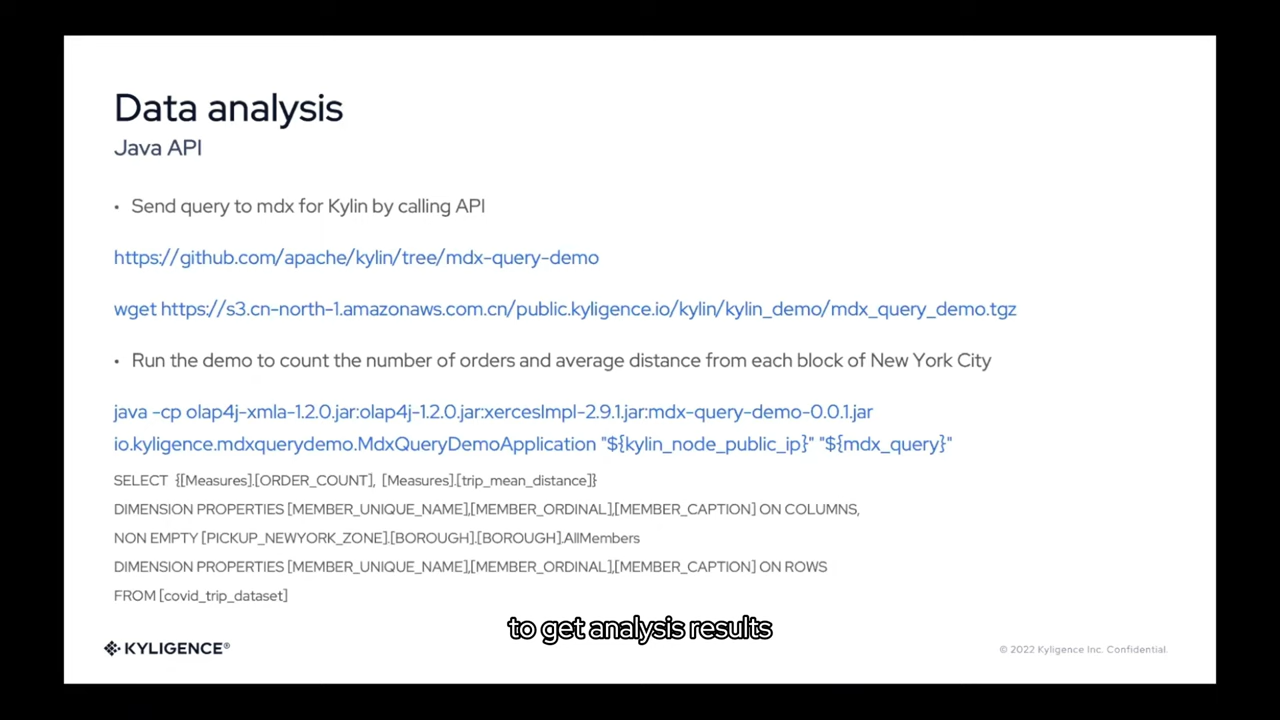 Data analysis
Java API
• Send query to mdx for Kylin by calling API
https://github.com/apache/kylin/tree/mdx-query-demo
wget https://s3.cn-north-1.amazonaws.com.cn/public.kyligence.io/kylin/kylin_demo/mdx_query_demo.tgz
• Run the demo to count the number of orders and average distance from each block of New York City
java -cp olap4j-xmla-1.2.0.jar:olap4j-1.2.0.jar:xercesImpl-2.9.1.jar:mdx-query-demo-0.0.1.jar
io.kyligence.mdxquerydemo.MdxQueryDemoApplication "${kylin_node_public_ip}" "${mdx_query}"
SELECT {[Measures].[ORDER_COUNT], [Measures].[trip_mean_distance]}
DIMENSION PROPERTIES [MEMBER_UNIQUE_NAME],[MEMBER_ORDINAL],[MEMBER_CAPTION] ON COLUMNS,
NON EMPTY [PICKUP_NEWYORK_ZONE].[BOROUGH].[BOROUGH].AllMembers
DIMENSION PROPERTIES [MEMBER_UNIQUE_NAME],[MEMBER_ORDINAL],[MEMBER_CAPTION] ON ROWS
FROM [covid_trip_dataset]
to get analysis results
KYLIGENCE®
© 2022 Kyligence Inc. Confidential.